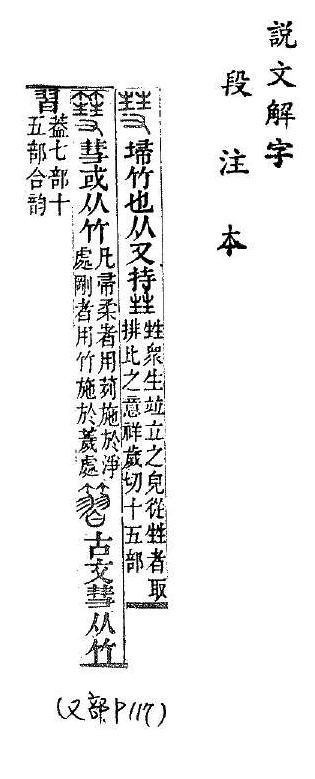 說文解字
段注本
彗 埽竹也从又持甡
甡眾生竝立之皃從甡者取
排比之意祥歲切十五部
篲 彗或从竹
凡帚柔者用茢施於淨
處剛者用竹施於薉處
古文彗从竹
習
葢七部十
五部合韵
(又部P117)